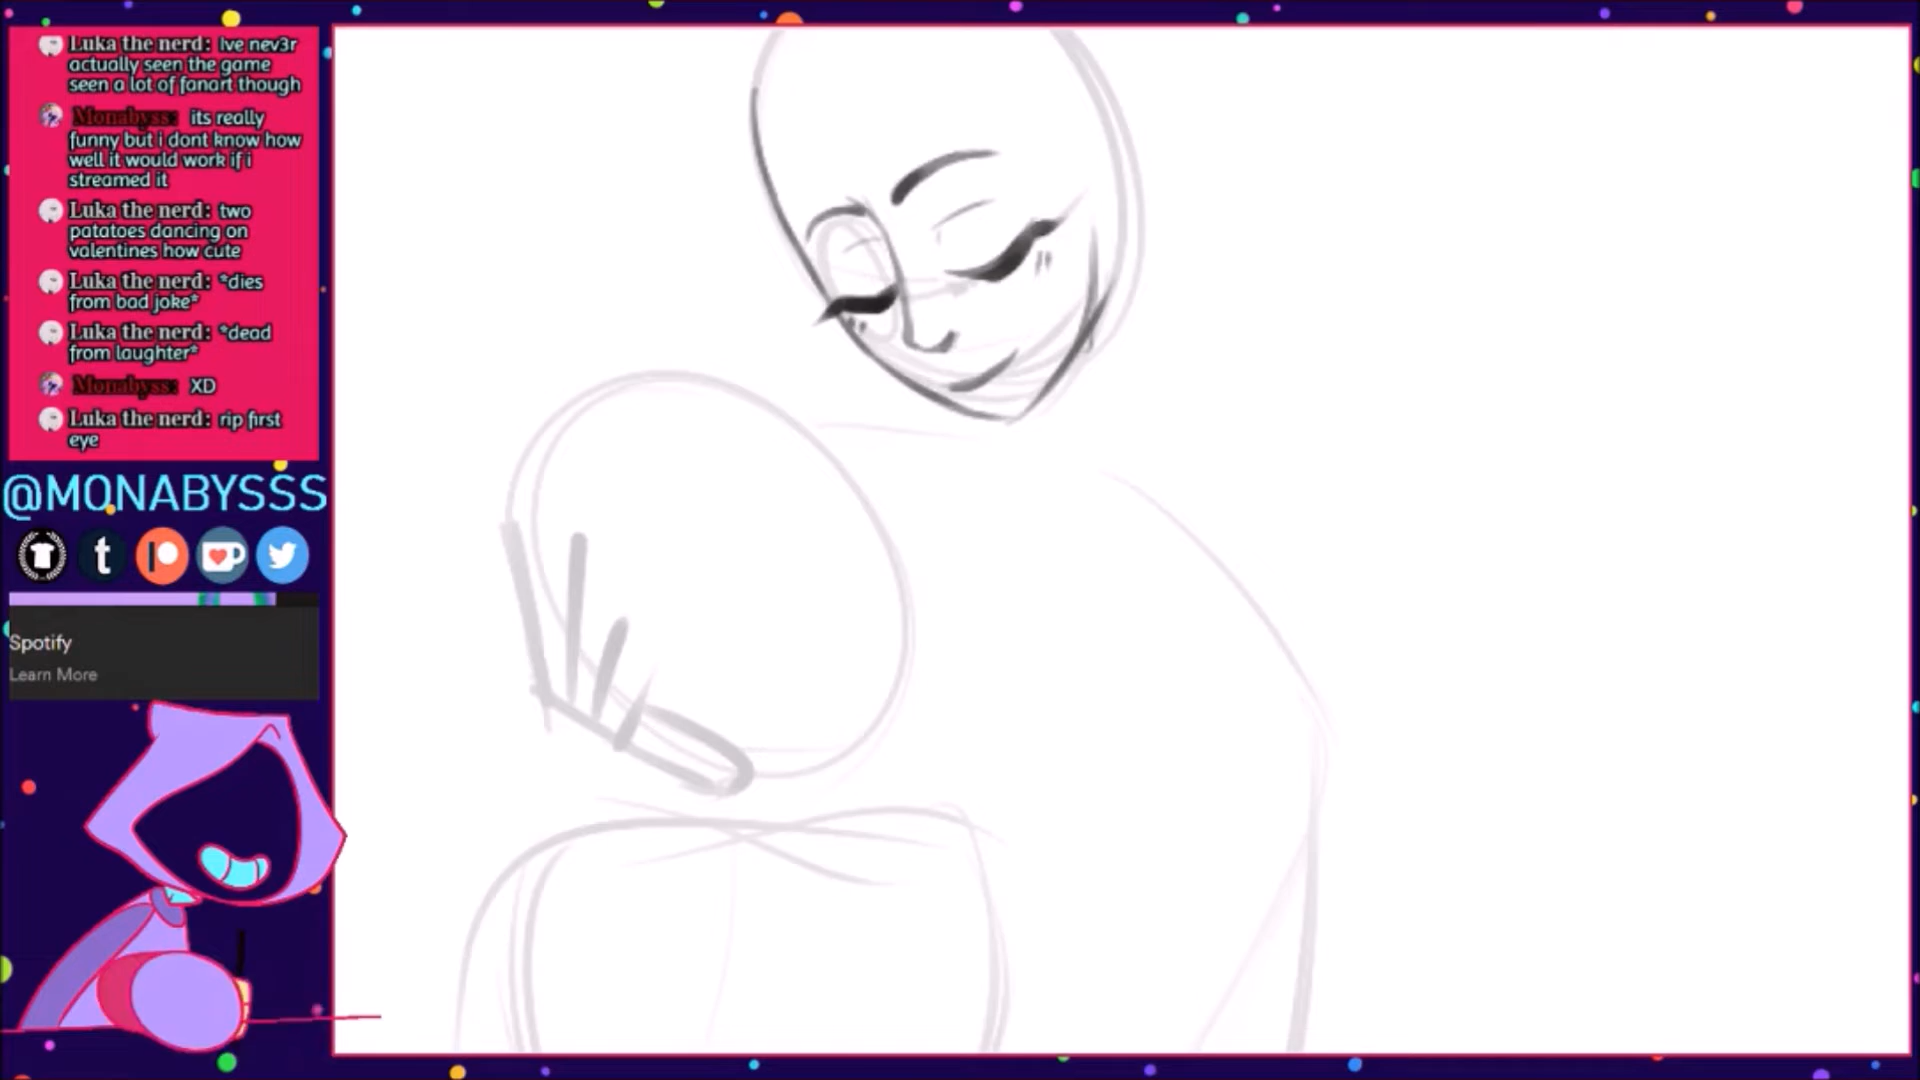 Luka the nerd: Ive nev3r
actually seen the game
seen a lot of fanart though
Monabyss: its really
funny but i dont know how
well it would work if i
streamed it
Luka the nerd: two
patatoes dancing on
valentines how cute
Luka the nerd: *dies
from bad joke*
Luka the nerd: *dead
from laughter*
Monabyss: XD
Luka the nerd: rip first
eye
@MONABYSSS
Spotify
Learn More